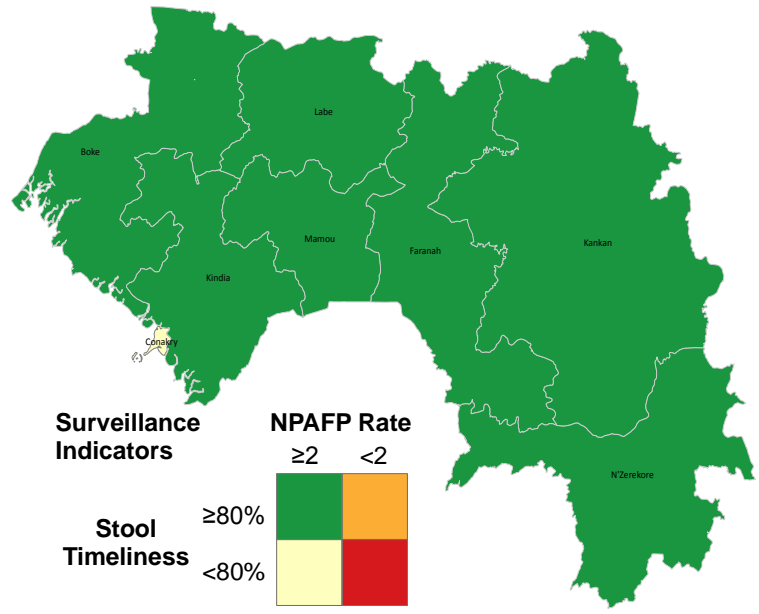 Labe
Boke
Mamou
Kankan
Faranah
Kindia
Conakry
N'Zerekore
Surveillance
Indicators
NPAFP Rate
≥2 <2
Stool
Timeliness
≥80%
<80%